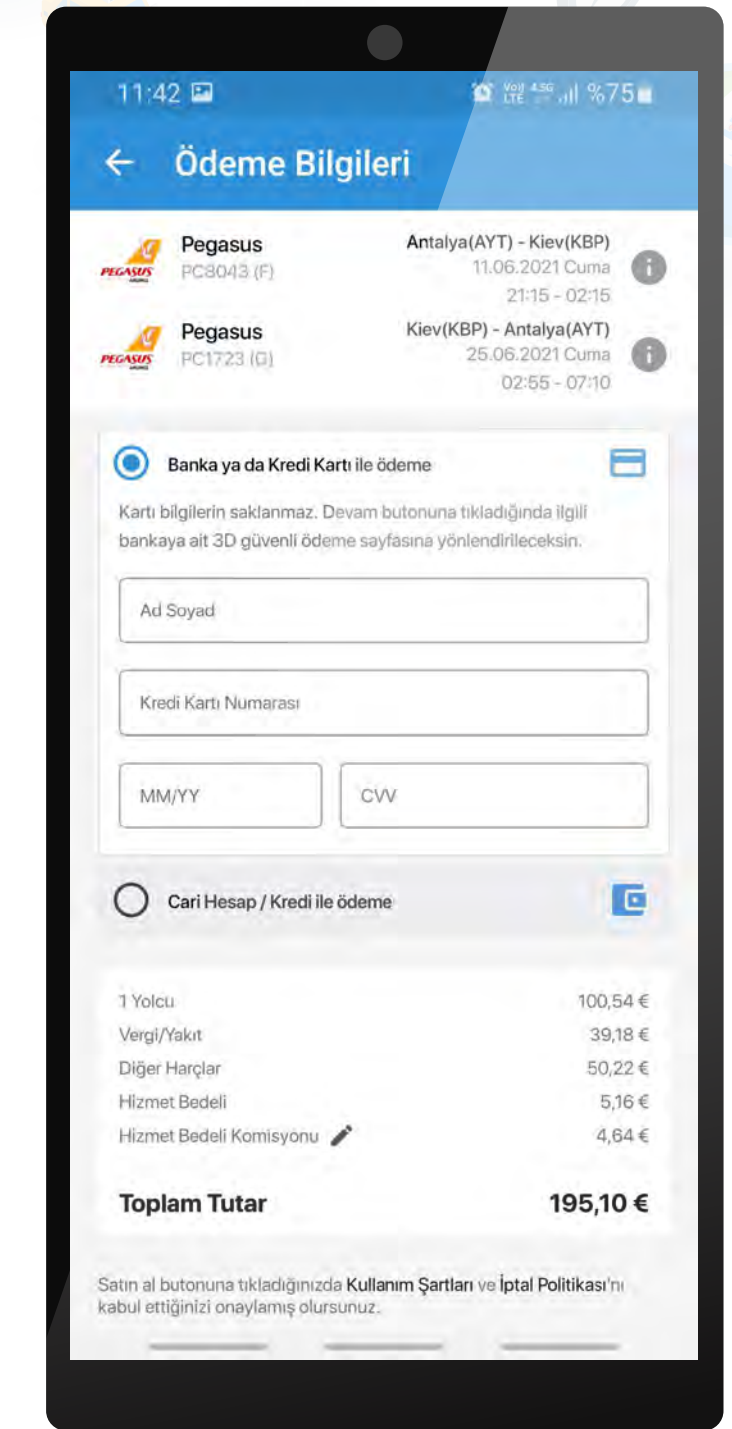 11:42 %75
Ödeme Bilgileri
Pegasus
PC8043 (F)
Antalya(AYT) - Kiev(KBP)
11.06.2021 Cuma
21:15 - 02:15
PEGASUS
Pegasus
PC1723 (G)
Kiev(KBP) - Antalya(AYT)
25.06.2021 Cuma
02:55 - 07:10
PEGASUS
Banka ya da Kredi Kartı ile ödeme
Kartı bilgilerin saklanmaz. Devam butonuna tıkladığında ilgili
bankaya ait 3D güvenli ödeme sayfasına yönlendirileceksin.
Ad Soyad
Kredi Kartı Numarası
MM/YY CVV
Cari Hesap / Kredi ile ödeme
1 Yolcu 100,54 €
Vergi/Yakıt 39,18 €
Diğer Harçlar 50,22 €
Hizmet Bedeli 5,16 €
Hizmet Bedeli Komisyonu 4,64 €
Toplam Tutar 195,10 €
Satın al butonuna tıkladığınızda Kullanım Şartları ve İptal Politikası'nı
kabul ettiğinizi onaylamış olursunuz.